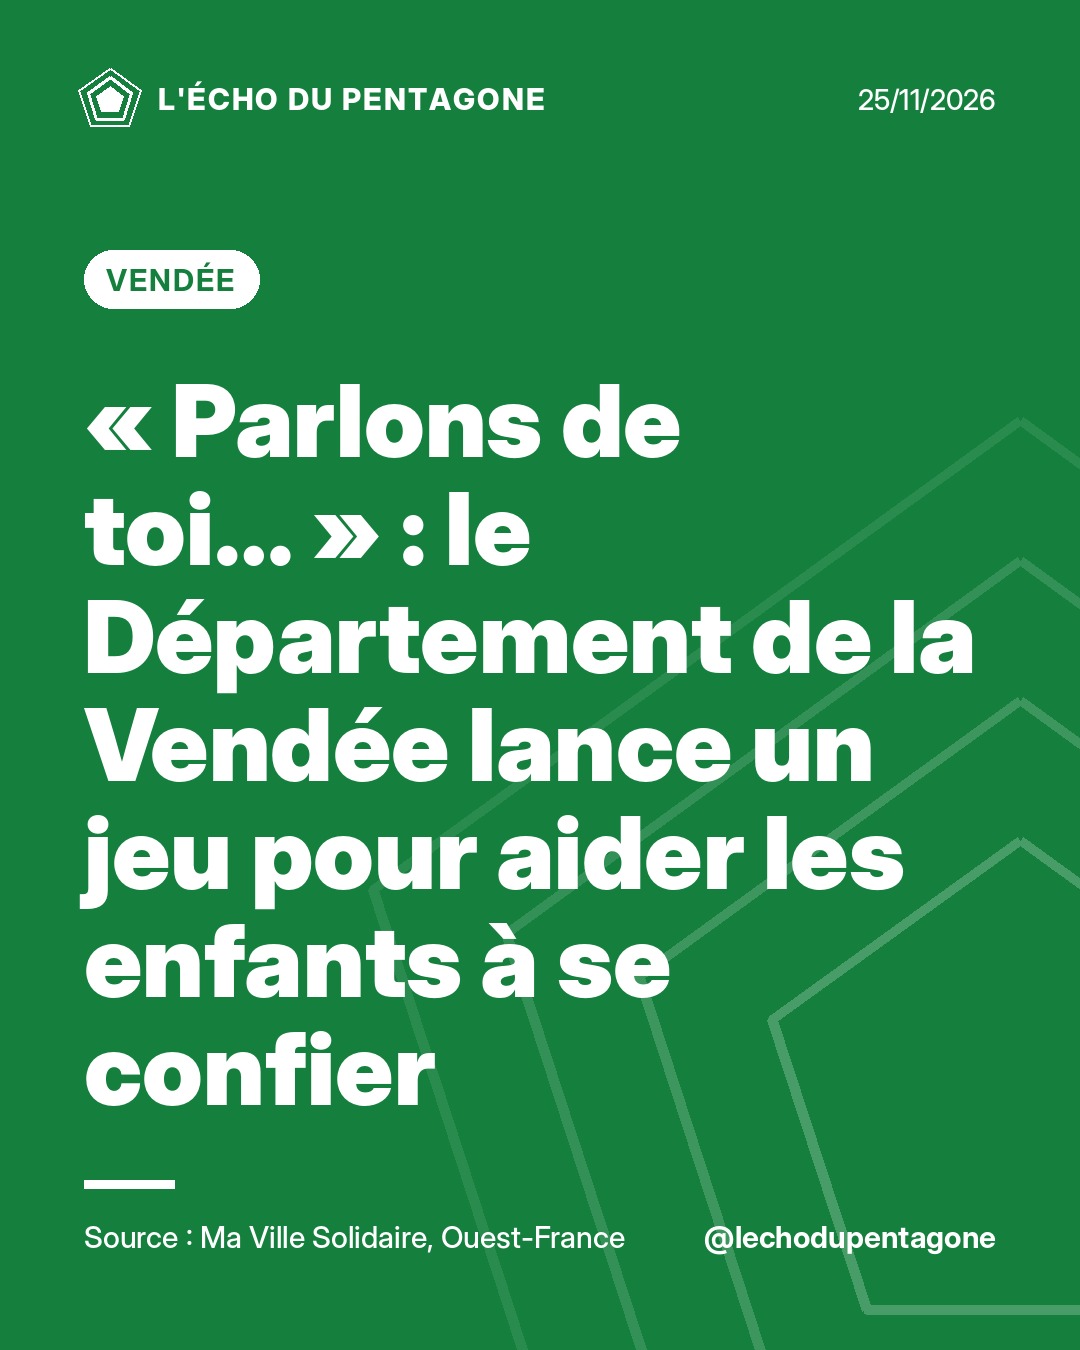 L'ÉCHO DU PENTAGONE
25/11/2026
VENDÉE
« Parlons de
toi... » : le
Département de la
Vendée lance un
jeu pour aider les
enfants à se
confier
Source : Ma Ville Solidaire, Ouest-France
@lechodupentagone